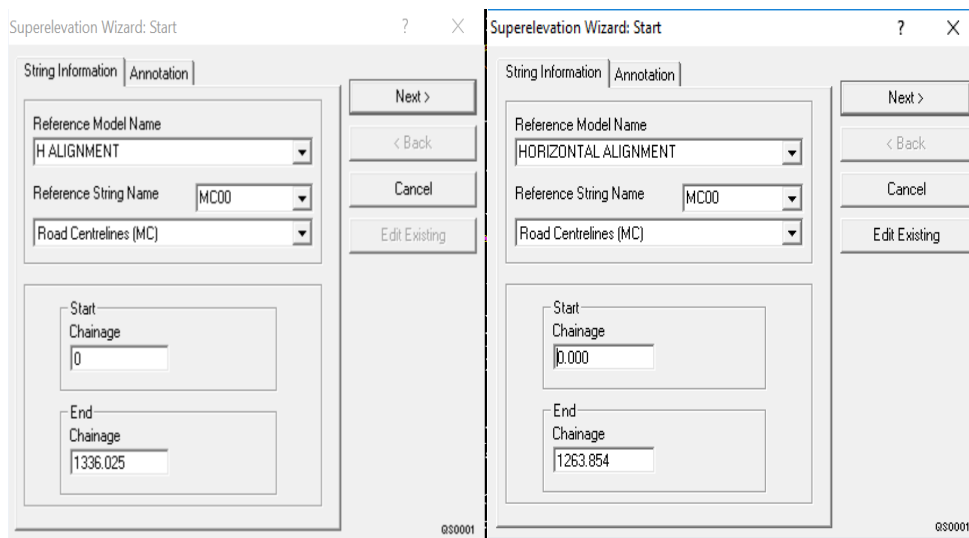 Superelevation Wizard: Start ? X
String Information Annotation
Next >
Reference Model Name
H ALIGNMENT
< Back
Reference String Name MC00
Cancel
Road Centrelines (MC)
Edit Existing
Start
Chainage
0
End
Chainage
1336.025
QS0001
Superelevation Wizard: Start ? X
String Information Annotation
Next >
Reference Model Name
HORIZONTAL ALIGNMENT
< Back
Reference String Name MC00
Cancel
Road Centrelines (MC)
Edit Existing
Start
Chainage
0.000
End
Chainage
1263.854
QS0001